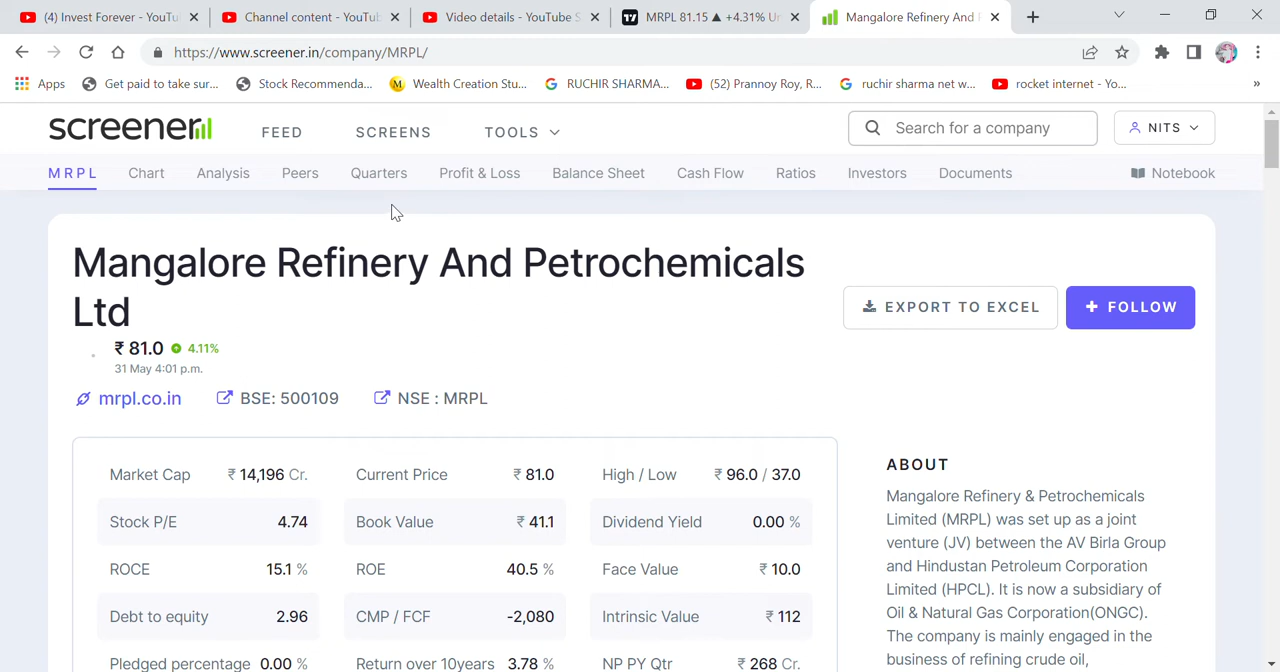 (4) Invest Forever - YouTu
Channel content - YouTub
Video details - YouTube S
MRPL 81.15 ▲ +4.31% Un
Mangalore Refinery And
https://www.screener.in/company/MRPL/
Apps
Get paid to take sur...
Stock Recommenda...
Wealth Creation Stu...
RUCHIR SHARMA...
(52) Prannoy Roy, R...
ruchir sharma net w...
rocket internet - Yo...
»
screener
FEED
SCREENS
TOOLS
Search for a company
NITS
MRPL
Chart
Analysis
Peers
Quarters
Profit & Loss
Balance Sheet
Cash Flow
Ratios
Investors
Documents
Notebook
Mangalore Refinery And Petrochemicals
Ltd
EXPORT TO EXCEL
+ FOLLOW
₹ 81.0 4.11%
31 May 4:01 p.m.
mrpl.co.in
BSE: 500109
NSE : MRPL
Market Cap ₹ 14,196 Cr.
Current Price ₹ 81.0
High / Low ₹ 96.0 / 37.0
Stock P/E 4.74
Book Value ₹ 41.1
Dividend Yield 0.00 %
ROCE 15.1 %
ROE 40.5 %
Face Value ₹ 10.0
Debt to equity 2.96
CMP / FCF -2,080
Intrinsic Value ₹ 112
Pledged percentage 0.00 %
Return over 10years 3.78 %
NP PY Qtr ₹ 268 Cr.
ABOUT
Mangalore Refinery & Petrochemicals
Limited (MRPL) was set up as a joint
venture (JV) between the AV Birla Group
and Hindustan Petroleum Corporation
Limited (HPCL). It is now a subsidiary of
Oil & Natural Gas Corporation(ONGC).
The company is mainly engaged in the
business of refining crude oil,